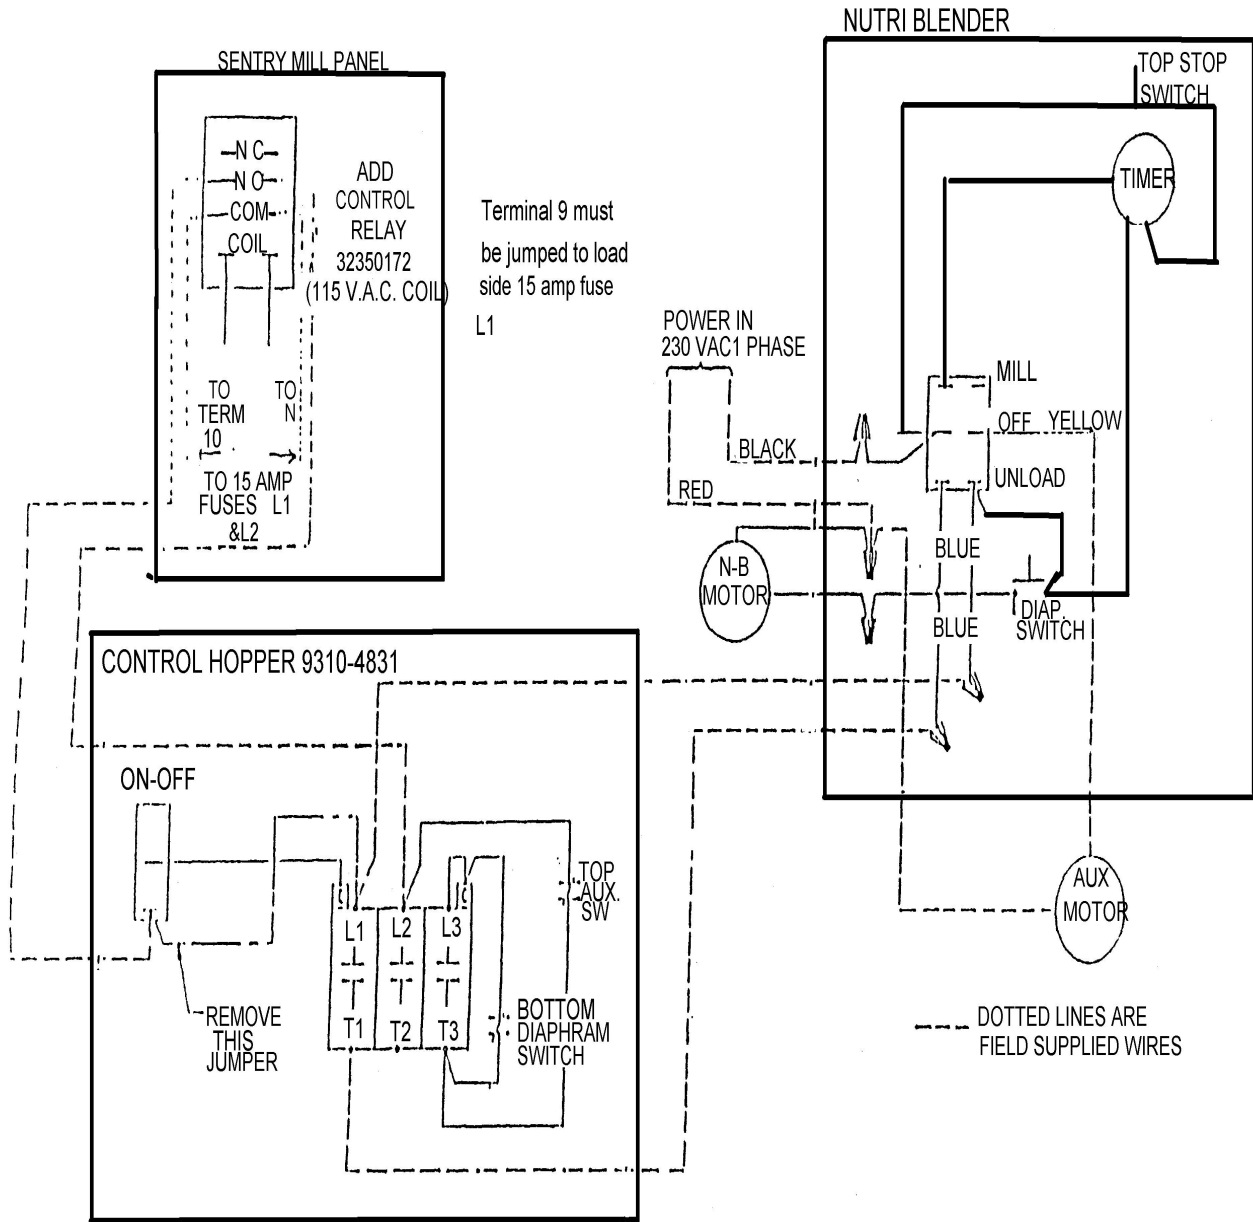 NUTRI BLENDER
SENTRY MILL PANEL
TOP STOP
SWITCH
N C
N O
COM
COIL
ADD
CONTROL
RELAY
32350172
(115 V.A.C. COIL)
Terminal 9 must
be jumped to load
side 15 amp fuse
L1
TIMER
POWER IN
230 VAC1 PHASE
TO
TERM
10
TO
N
MILL
OFF
YELLOW
BLACK
UNLOAD
RED
TO 15 AMP
FUSES L1
&L2
BLUE
N-B
MOTOR
DIAP.
SWITCH
BLUE
CONTROL HOPPER 9310-4831
ON-OFF
TOP
AUX.
SW
AUX
MOTOR
L1
L2
L3
T1
T2
T3
REMOVE
THIS
JUMPER
BOTTOM
DIAPHRAM
SWITCH
DOTTED LINES ARE
FIELD SUPPLIED WIRES